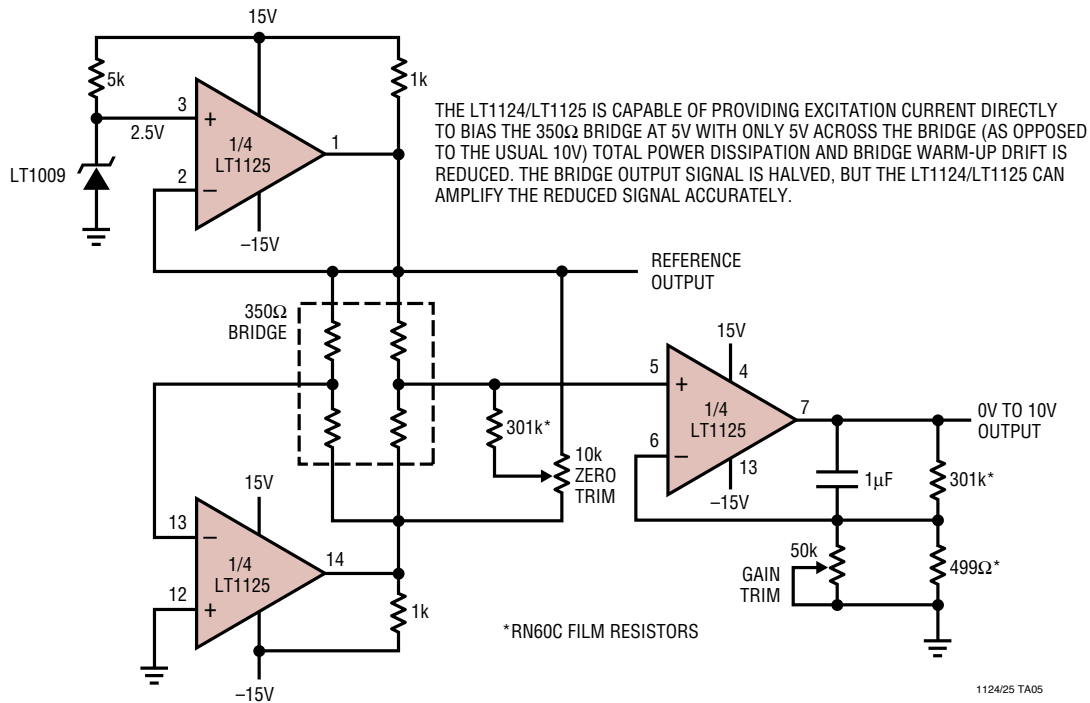 15V
5k
1k
3
+
2.5V
1/4
LT1125
1
LT1009
2
–
–15V
THE LT1124/LT1125 IS CAPABLE OF PROVIDING EXCITATION CURRENT DIRECTLY
TO BIAS THE 350Ω BRIDGE AT 5V WITH ONLY 5V ACROSS THE BRIDGE (AS OPPOSED
TO THE USUAL 10V) TOTAL POWER DISSIPATION AND BRIDGE WARM-UP DRIFT IS
REDUCED. THE BRIDGE OUTPUT SIGNAL IS HALVED, BUT THE LT1124/LT1125 CAN
AMPLIFY THE REDUCED SIGNAL ACCURATELY.
REFERENCE
OUTPUT
350Ω
BRIDGE
301k*
10k
ZERO
TRIM
15V
4
5
+
1/4
LT1125
7
6
–
13
–15V
0V TO 10V
OUTPUT
1µF
301k*
50k
GAIN
TRIM
499Ω*
15V
13
–
1/4
LT1125
14
12
+
1k
–15V
*RN60C FILM RESISTORS
1124/25 TA05